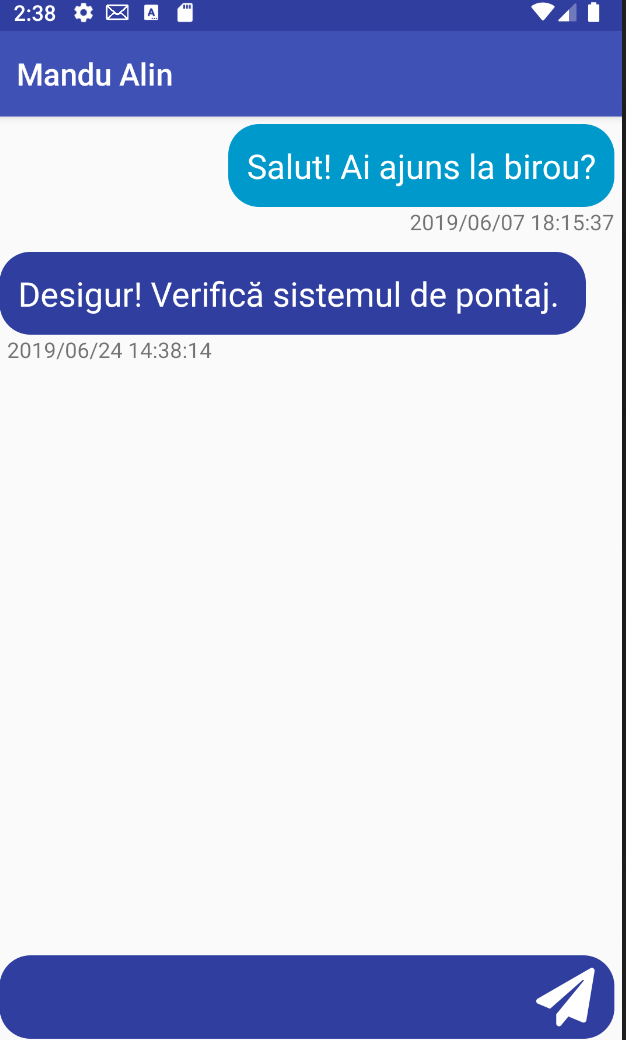 2:38
Mandu Alin
Salut! Ai ajuns la birou?
2019/06/07 18:15:37
Desigur! Verifică sistemul de pontaj.
2019/06/24 14:38:14